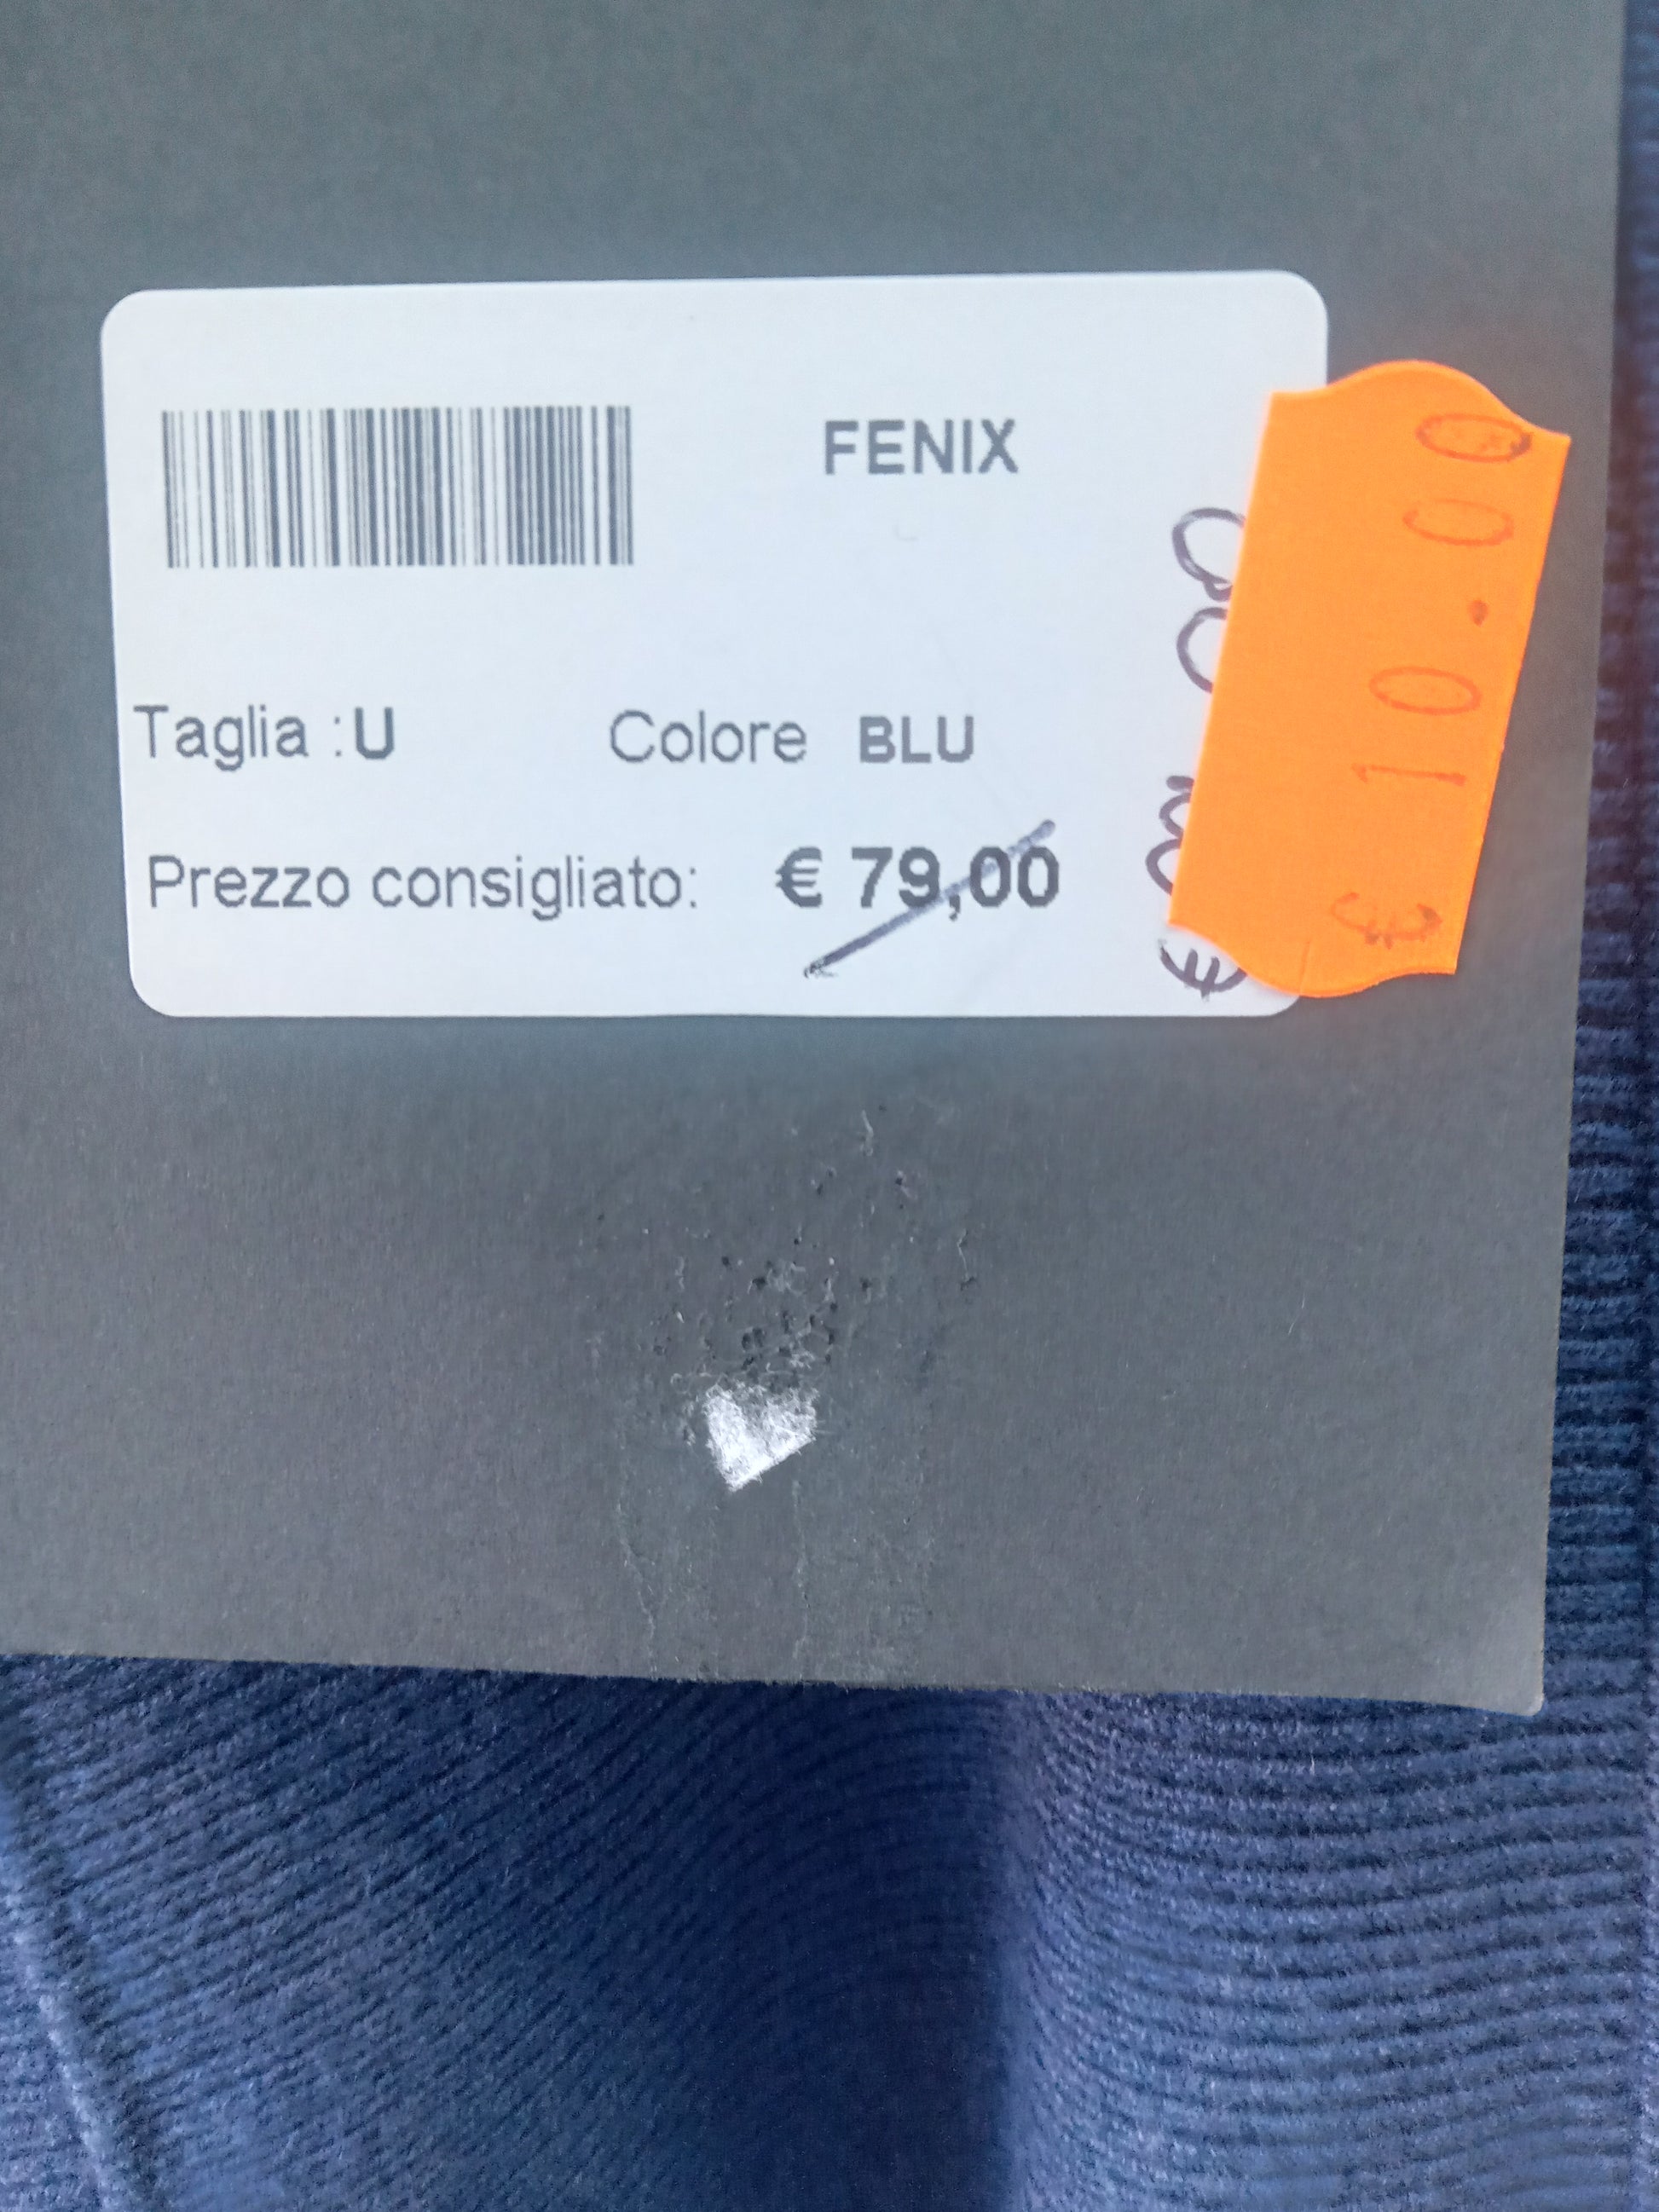 FENIX
Taglia :U Colore BLU
Prezzo consigliato: € 79,00
€ 10.00